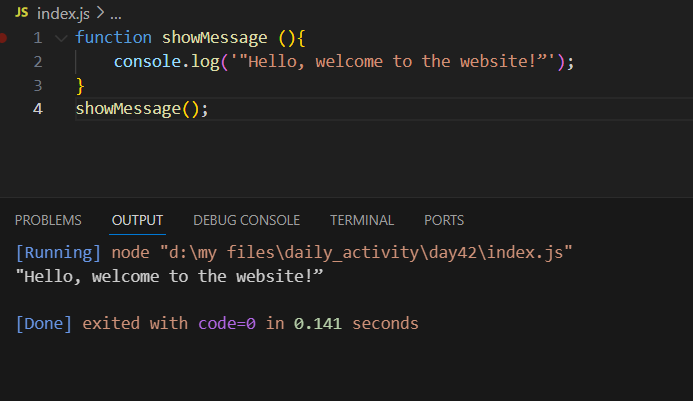 JS index.js > ...
1 function showMessage (){
2 console.log('"Hello, welcome to the website!”');
3 }
4 showMessage();
PROBLEMS OUTPUT DEBUG CONSOLE TERMINAL PORTS
[Running] node "d:\my files\daily_activity\day42\index.js"
"Hello, welcome to the website!”
[Done] exited with code=0 in 0.141 seconds